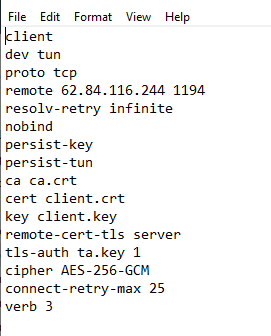 File Edit Format View Help
client
dev tun
proto tcp
remote 62.84.116.244 1194
resolv-retry infinite
nobind
persist-key
persist-tun
ca ca.crt
cert client.crt
key client.key
remote-cert-tls server
tls-auth ta.key 1
cipher AES-256-GCM
connect-retry-max 25
verb 3